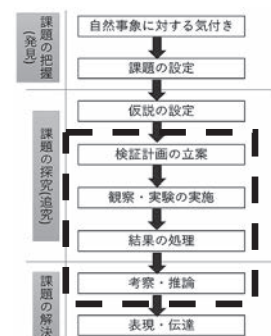 課題の把握(発見)
自然事象に対する気付き
課題の設定
課題の探究(追究)
仮説の設定
検証計画の立案
観察・実験の実施
結果の処理
課題の解決
考察・推論
表現・伝達